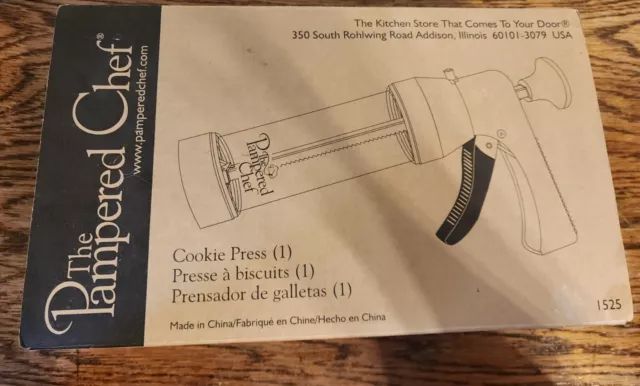 The Kitchen Store That Comes To Your Door®
350 South Rohlwing Road Addison, Illinois 60101-3079 USA
The
Pampered Chef®
www.pamperedchef.com
The
Pampered
Chef
Cookie Press (1)
Presse à biscuits (1)
Prensador de galletas (1)
Made in China/Fabriqué en Chine/Hecho en China
1525